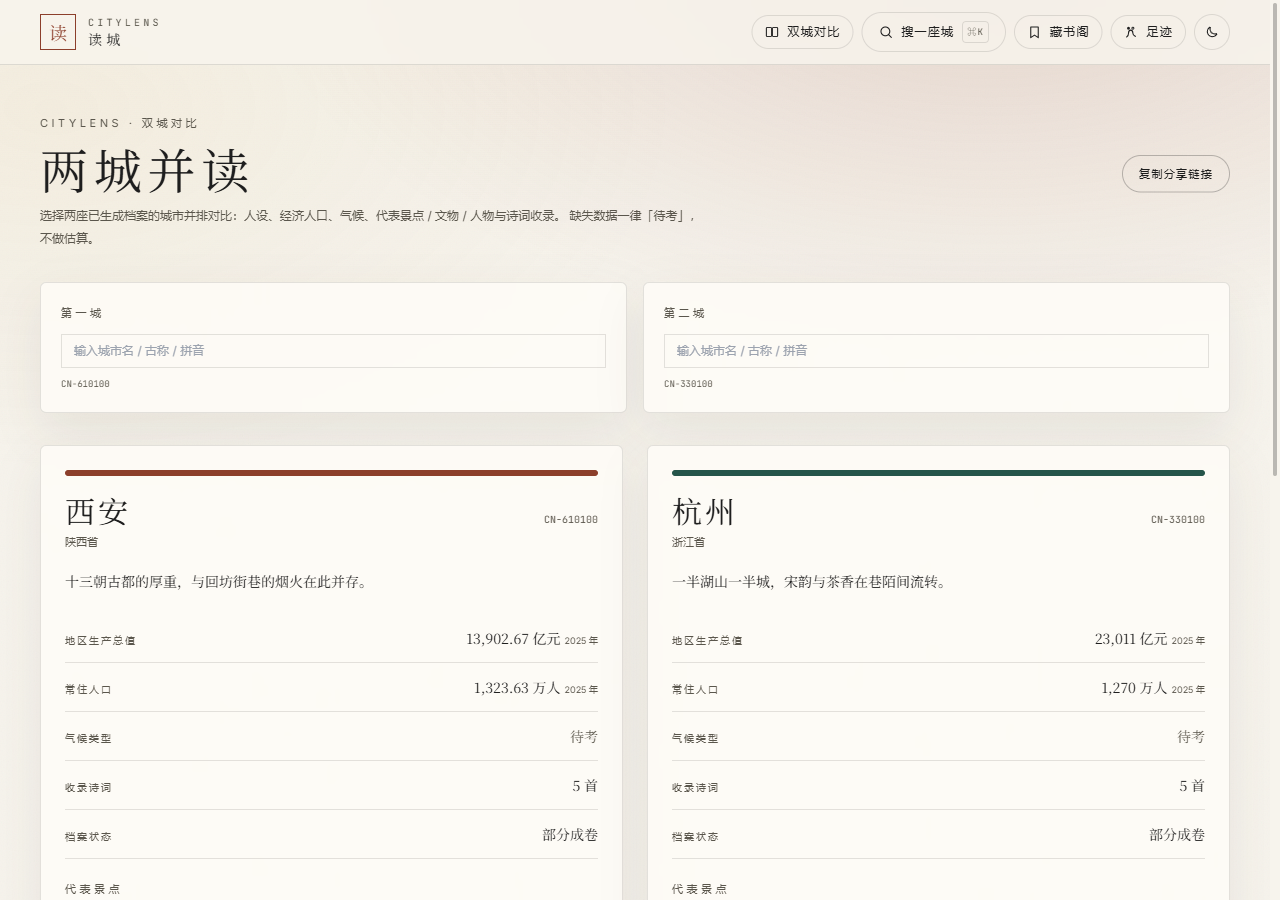 读
CITYLENS
读城
双城对比
搜一座城 ⌘K
藏书阁
足迹
CITYLENS · 双城对比
两城并读
复制分享链接
选择两座已生成档案的城市并排对比：人设、经济人口、气候、代表景点 / 文物 / 人物与诗词收录。 缺失数据一律「待考」，
不做估算。
第一城
输入城市名 / 古称 / 拼音
CN-610100
第二城
输入城市名 / 古称 / 拼音
CN-330100
西安
CN-610100
陕西省
十三朝古都的厚重，与回坊街巷的烟火在此并存。
地区生产总值 13,902.67 亿元 2025 年
常住人口 1,323.63 万人 2025 年
气候类型 待考
收录诗词 5 首
档案状态 部分成卷
代表景点
杭州
CN-330100
浙江省
一半湖山一半城，宋韵与茶香在巷陌间流转。
地区生产总值 23,011 亿元 2025 年
常住人口 1,270 万人 2025 年
气候类型 待考
收录诗词 5 首
档案状态 部分成卷
代表景点